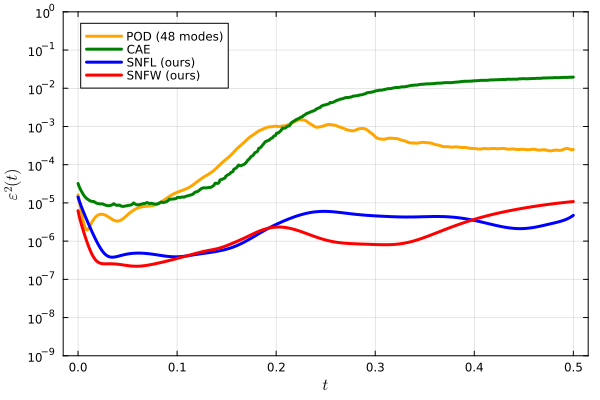 10⁰
10⁻¹
10⁻²
10⁻³
10⁻⁴
10⁻⁵
10⁻⁶
10⁻⁷
10⁻⁸
10⁻⁹
ε²(t)
POD (48 modes)
CAE
SNFL (ours)
SNFW (ours)
0.0 0.1 0.2 0.3 0.4 0.5
t